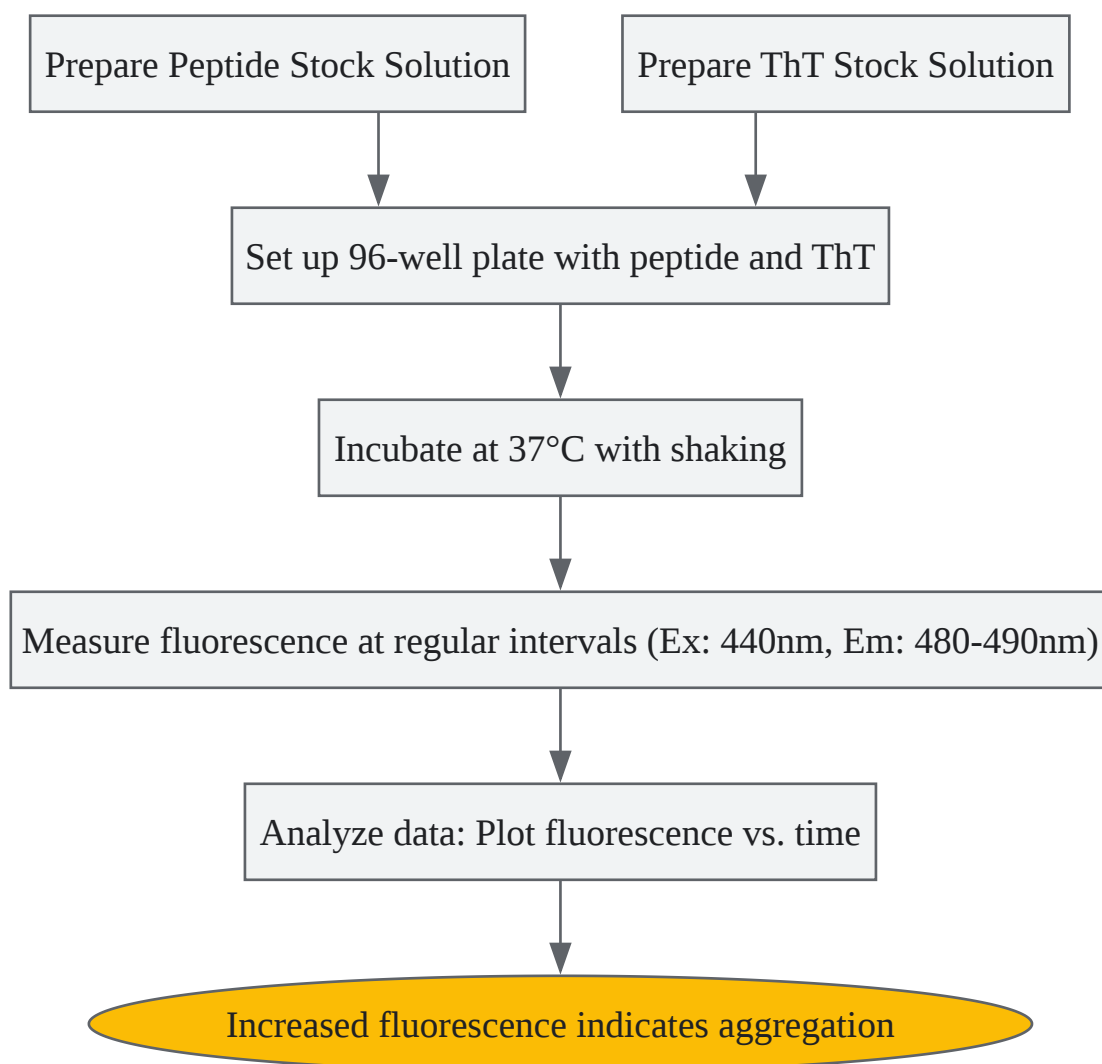 Prepare Peptide Stock Solution
Prepare ThT Stock Solution
Set up 96-well plate with peptide and ThT
Incubate at 37°C with shaking
Measure fluorescence at regular intervals (Ex: 440nm, Em: 480-490nm)
Analyze data: Plot fluorescence vs. time
Increased fluorescence indicates aggregation